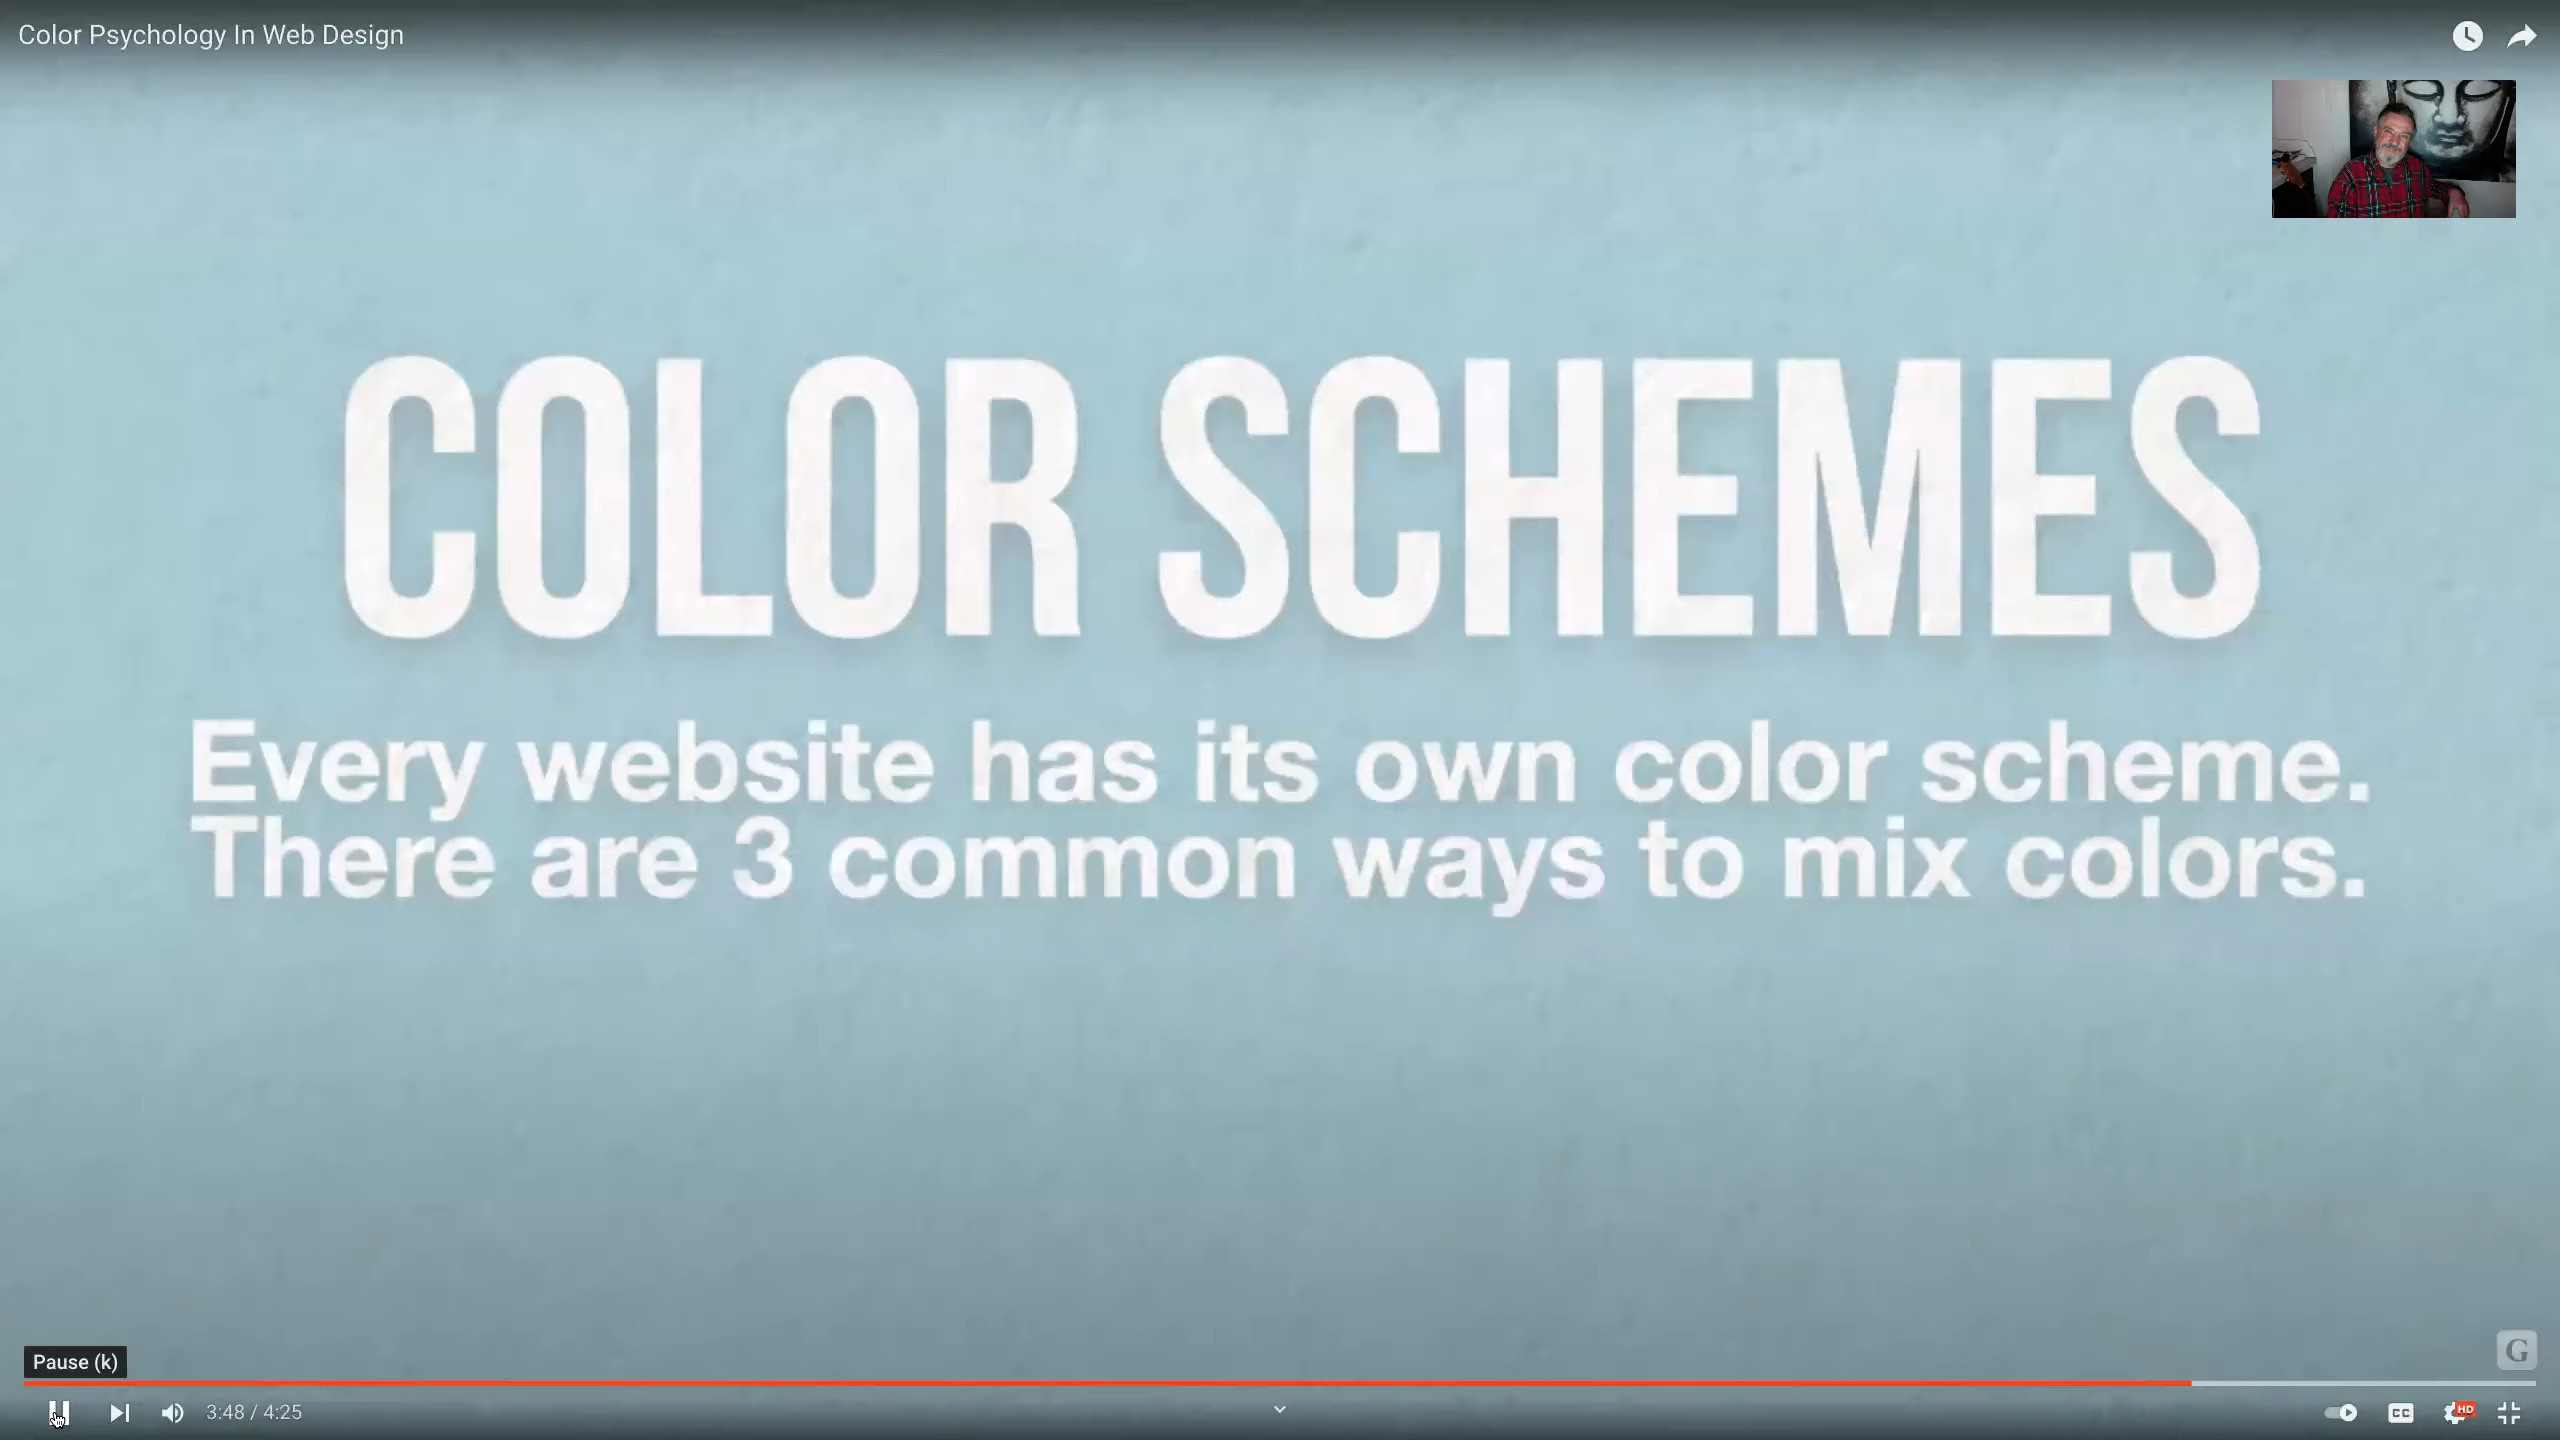 Color Psychology In Web Design
COLOR SCHEMES
Every website has its own color scheme.
There are 3 common ways to mix colors.
G
Pause (k)
3:48 / 4:25
CC
HD